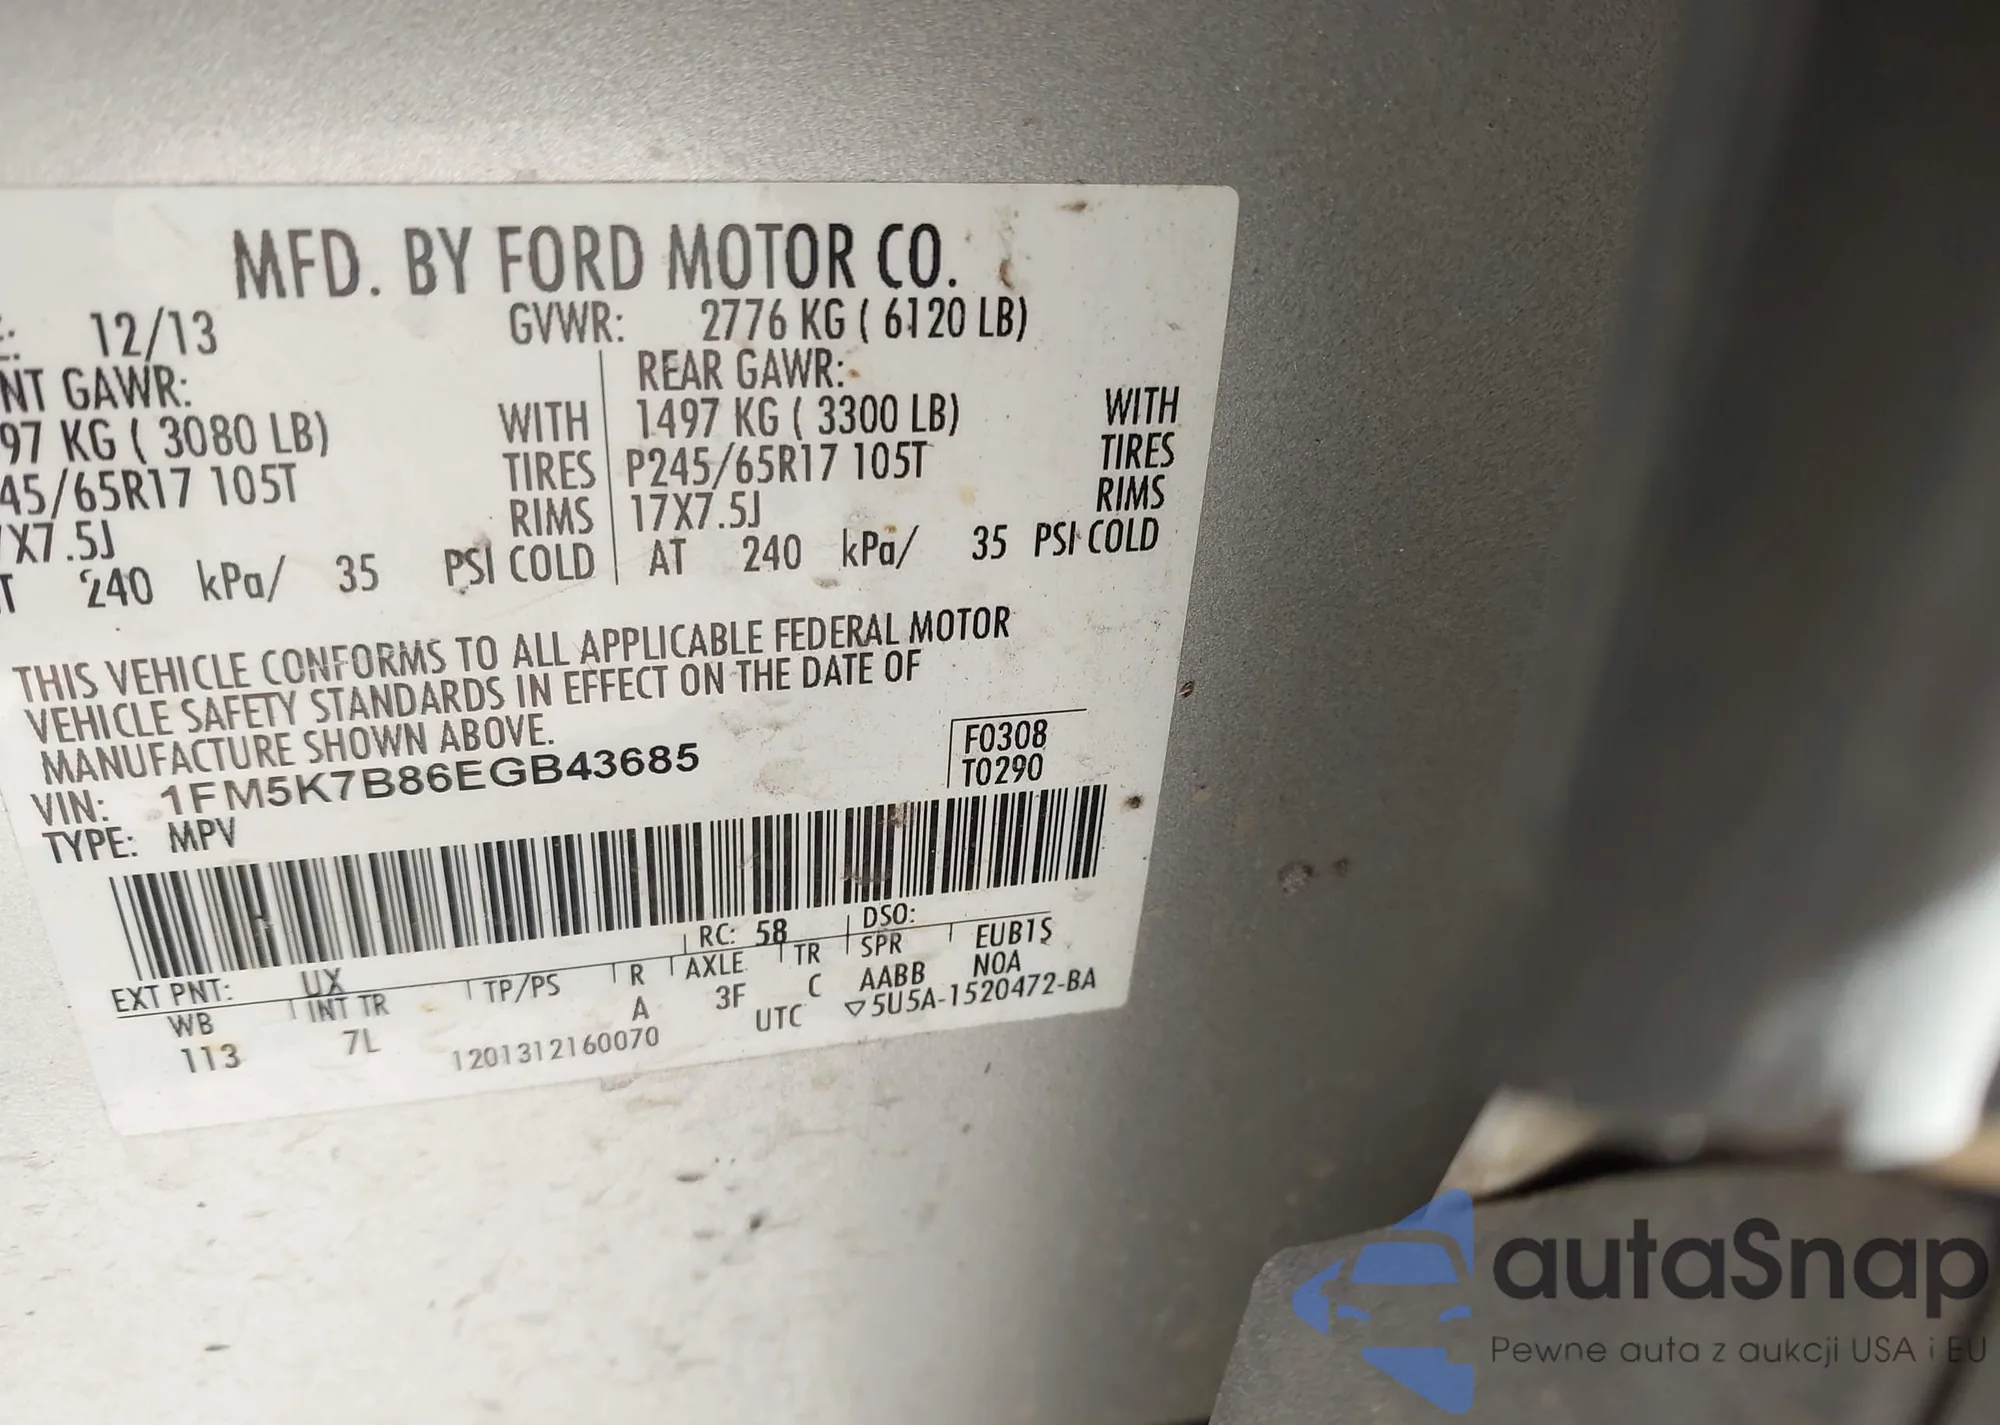 MFD. BY FORD MOTOR CO.
E: 12/13 GVWR: 2776 KG ( 6120 LB)
NT GAWR: REAR GAWR:
97 KG ( 3080 LB) WITH 1497 KG ( 3300 LB) WITH
45/65R17 105T TIRES P245/65R17 105T TIRES
X7.5J RIMS 17X7.5J RIMS
T 240 kPa/ 35 PSI COLD AT 240 kPa/ 35 PSI COLD
THIS VEHICLE CONFORMS TO ALL APPLICABLE FEDERAL MOTOR
VEHICLE SAFETY STANDARDS IN EFFECT ON THE DATE OF
MANUFACTURE SHOWN ABOVE.
VIN: 1FM5K7B86EGB43685 F0308
TYPE: MPV T0290
EXT PNT: UX RC: 58 DSO:
WB INT TR TP/PS R AXLE TR SPR EUB1S
113 7L A 3F C AABB N0A
1201312160070 UTC ▽5U5A-1520472-BA
autaSnap
Pewne auta z aukcji USA i EU